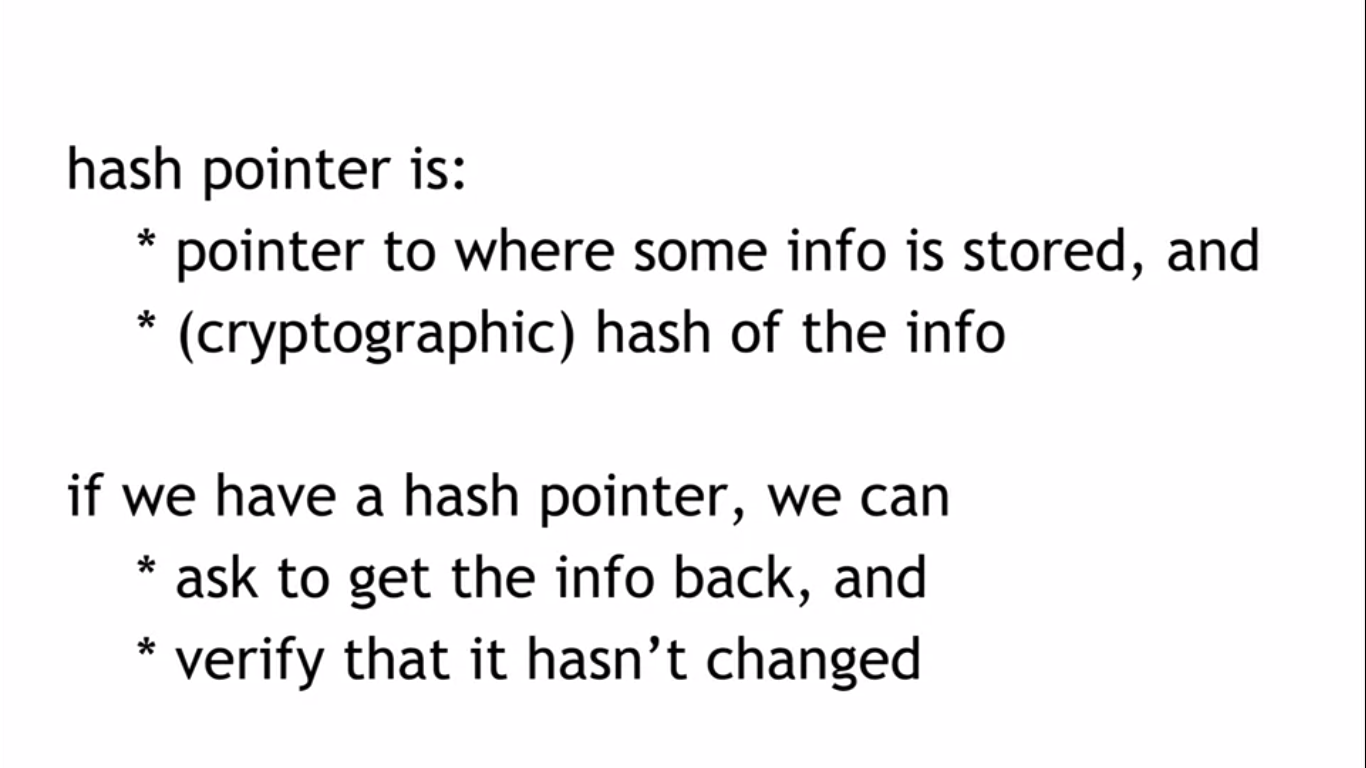 hash pointer is:
* pointer to where some info is stored, and
* (cryptographic) hash of the info
if we have a hash pointer, we can
* ask to get the info back, and
* verify that it hasn’t changed